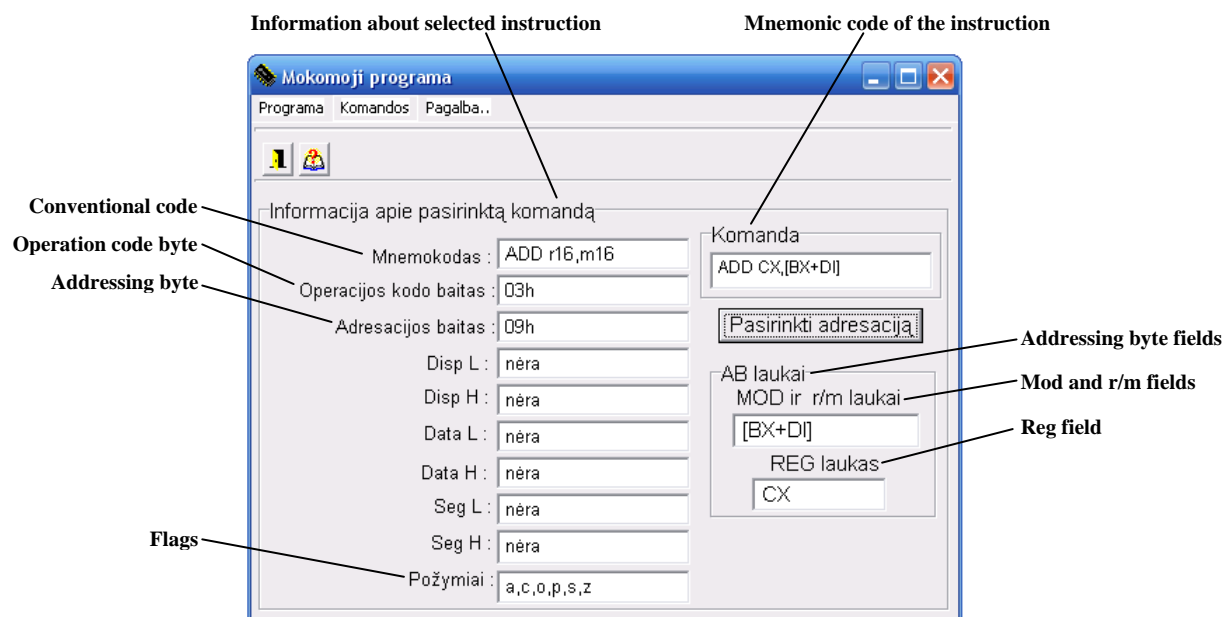 Information about selected instruction
Mnemonic code of the instruction
Mokomoji programa
Programa Komandos Pagalba..
Informacija apie pasirinktą komandą
Conventional code
Mnemokodas : ADD r16,m16
Operation code byte
Operacijos kodo baitas : 03h
Addressing byte
Adresacijos baitas : 09h
Disp L : nėra
Disp H : nėra
Data L : nėra
Data H : nėra
Seg L : nėra
Seg H : nėra
Flags
Požymiai : a,c,o,p,s,z
Komanda
ADD CX,[BX+DI]
Pasirinkti adresaciją
Addressing byte fields
AB laukai
Mod and r/m fields
MOD ir r/m laukai
[BX+DI]
Reg field
REG laukas
CX